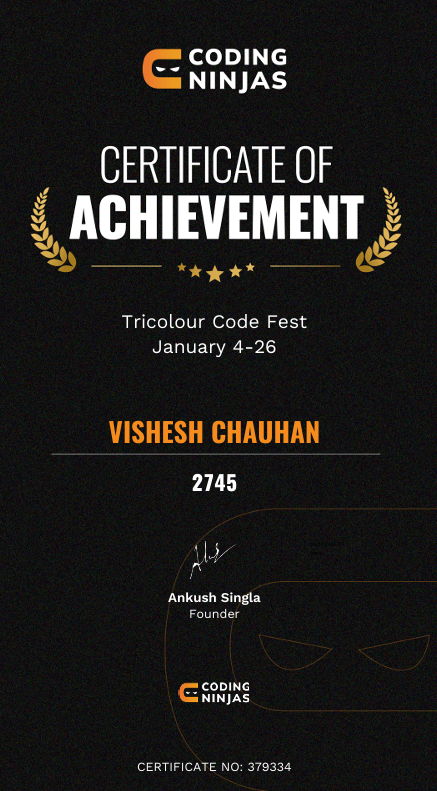 CODING
NINJAS
CERTIFICATE OF
ACHIEVEMENT
Tricolour Code Fest
January 4-26
VISHESH CHAUHAN
2745
Ankush Singla
Founder
CODING
NINJAS
CERTIFICATE NO: 379334